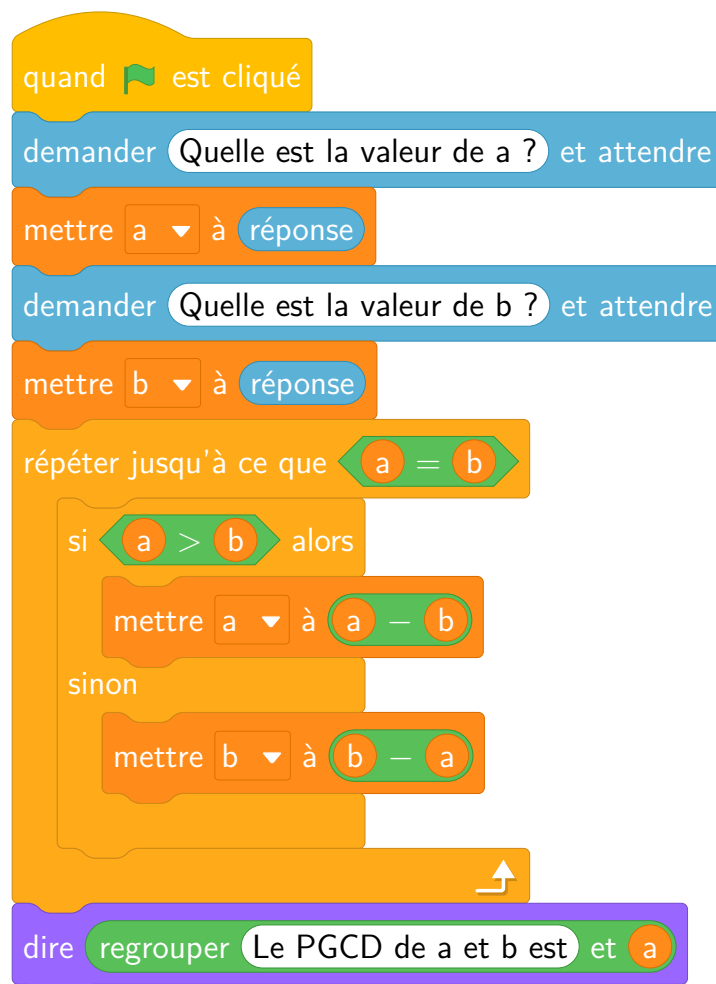 quand est cliqué
demander Quelle est la valeur de a ? et attendre
mettre a à réponse
demander Quelle est la valeur de b ? et attendre
mettre b à réponse
répéter jusqu'à ce que a = b
si a > b alors
mettre a à a − b
sinon
mettre b à b − a
dire regrouper Le PGCD de a et b est et a